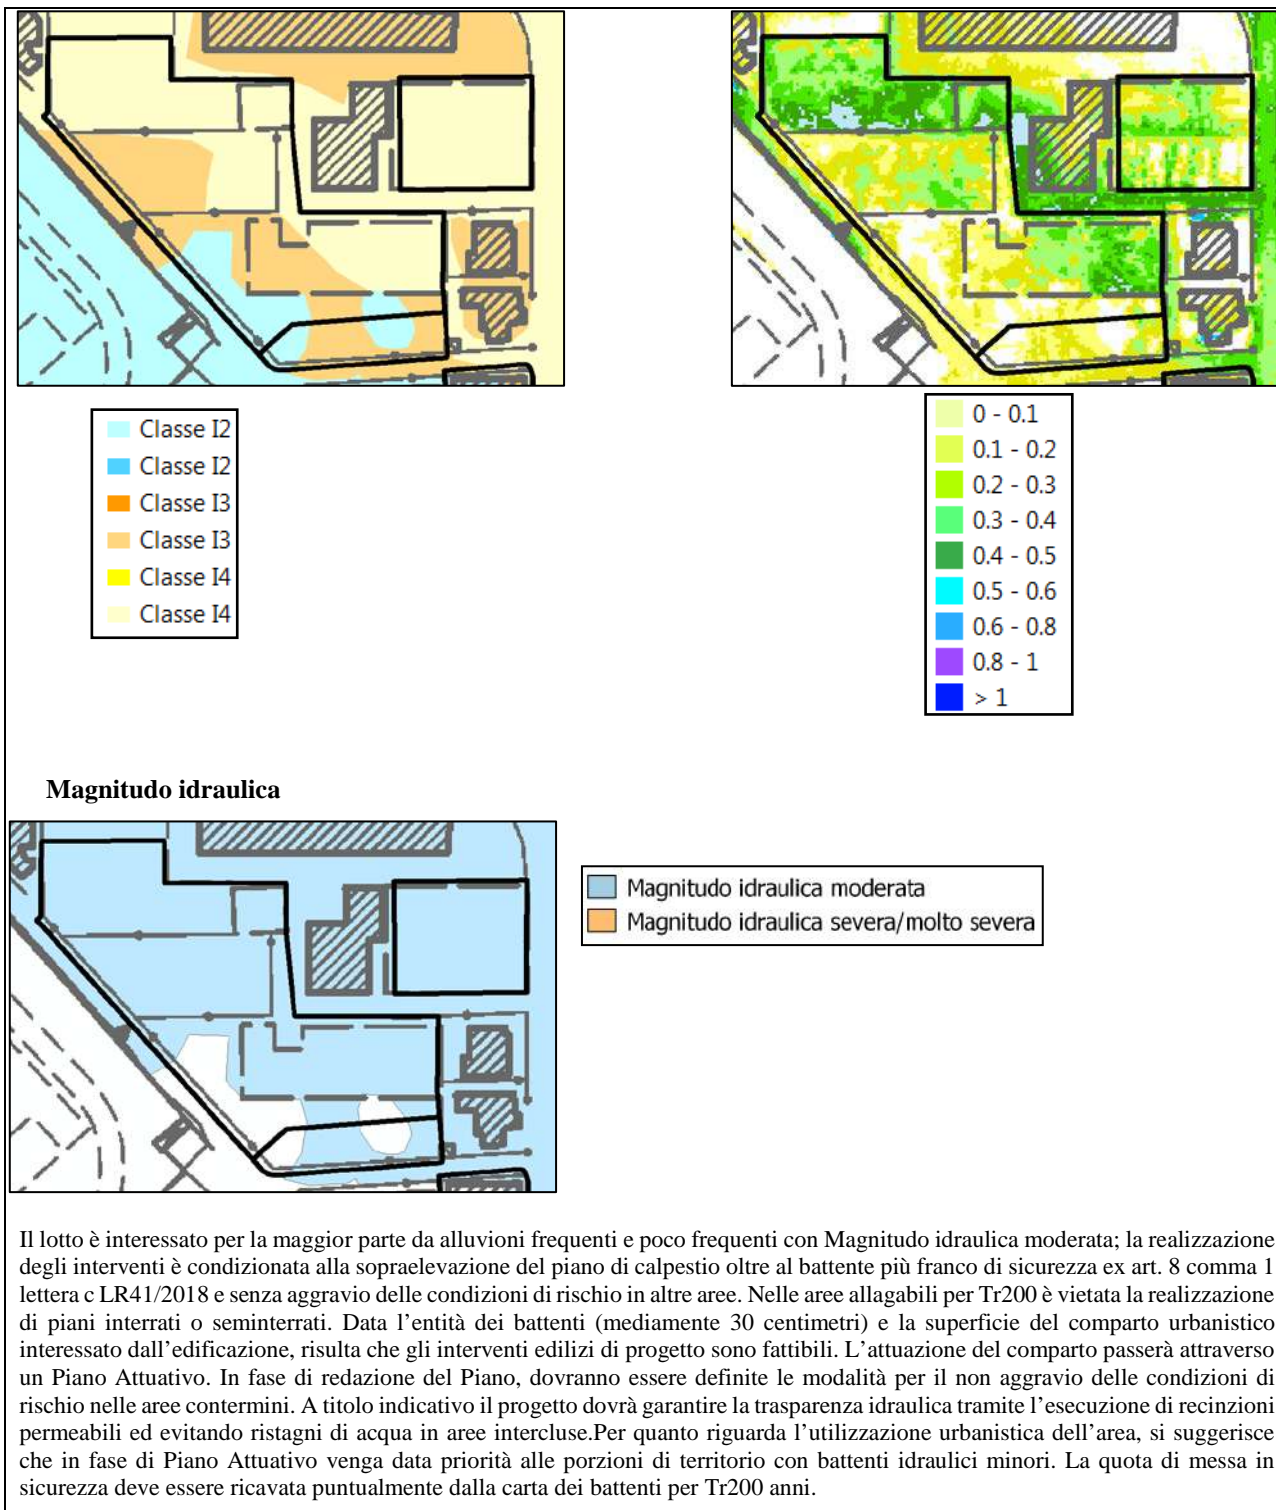 Classe I2
Classe I2
Classe I3
Classe I3
Classe I4
Classe I4
0 - 0.1
0.1 - 0.2
0.2 - 0.3
0.3 - 0.4
0.4 - 0.5
0.5 - 0.6
0.6 - 0.8
0.8 - 1
> 1
Magnitudo idraulica
Magnitudo idraulica moderata
Magnitudo idraulica severa/molto severa
Il lotto è interessato per la maggior parte da alluvioni frequenti e poco frequenti con Magnitudo idraulica moderata; la realizzazione
degli interventi è condizionata alla sopraelevazione del piano di calpestio oltre al battente più franco di sicurezza ex art. 8 comma 1
lettera c LR41/2018 e senza aggravio delle condizioni di rischio in altre aree. Nelle aree allagabili per Tr200 è vietata la realizzazione
di piani interrati o seminterrati. Data l’entità dei battenti (mediamente 30 centimetri) e la superficie del comparto urbanistico
interessato dall’edificazione, risulta che gli interventi edilizi di progetto sono fattibili. L’attuazione del comparto passerà attraverso
un Piano Attuativo. In fase di redazione del Piano, dovranno essere definite le modalità per il non aggravio delle condizioni di
rischio nelle aree contermini. A titolo indicativo il progetto dovrà garantire la trasparenza idraulica tramite l’esecuzione di recinzioni
permeabili ed evitando ristagni di acqua in aree intercluse.Per quanto riguarda l’utilizzazione urbanistica dell’area, si suggerisce
che in fase di Piano Attuativo venga data priorità alle porzioni di territorio con battenti idraulici minori. La quota di messa in
sicurezza deve essere ricavata puntualmente dalla carta dei battenti per Tr200 anni.